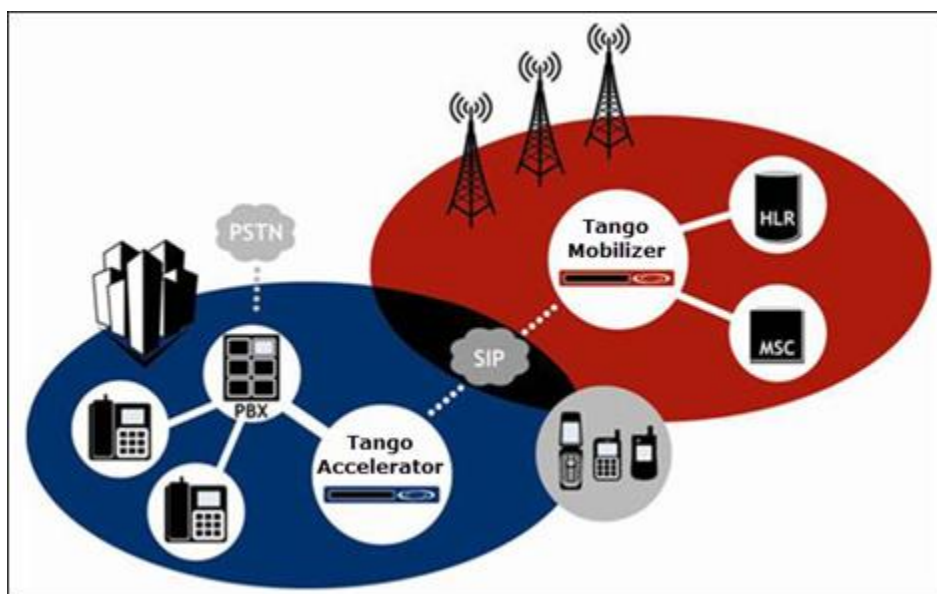 PSTN
Tango
Mobilizer
HLR
MSC
SIP
PBX
Tango
Accelerator